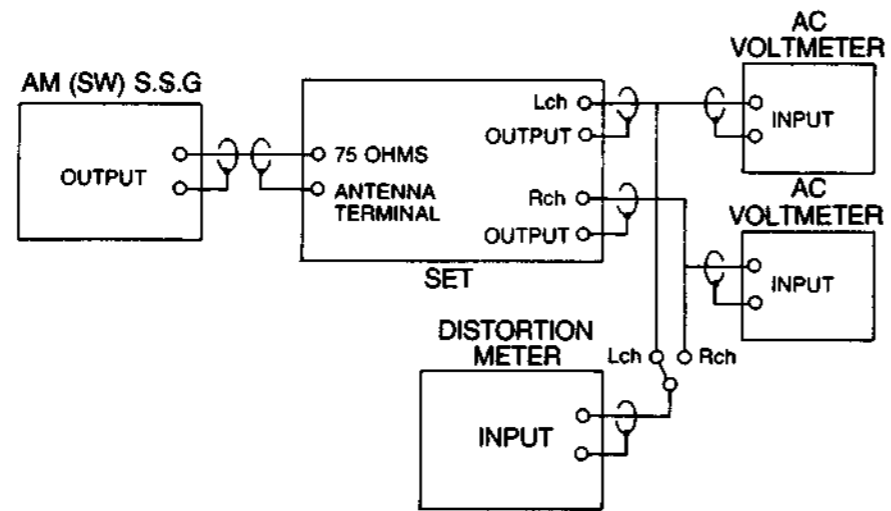 AM (SW) S.S.G
OUTPUT
75 OHMS
ANTENNA
TERMINAL
Lch
OUTPUT
Rch
OUTPUT
SET
AC
VOLTMETER
INPUT
AC
VOLTMETER
INPUT
DISTORTION
METER
Lch
Rch
INPUT